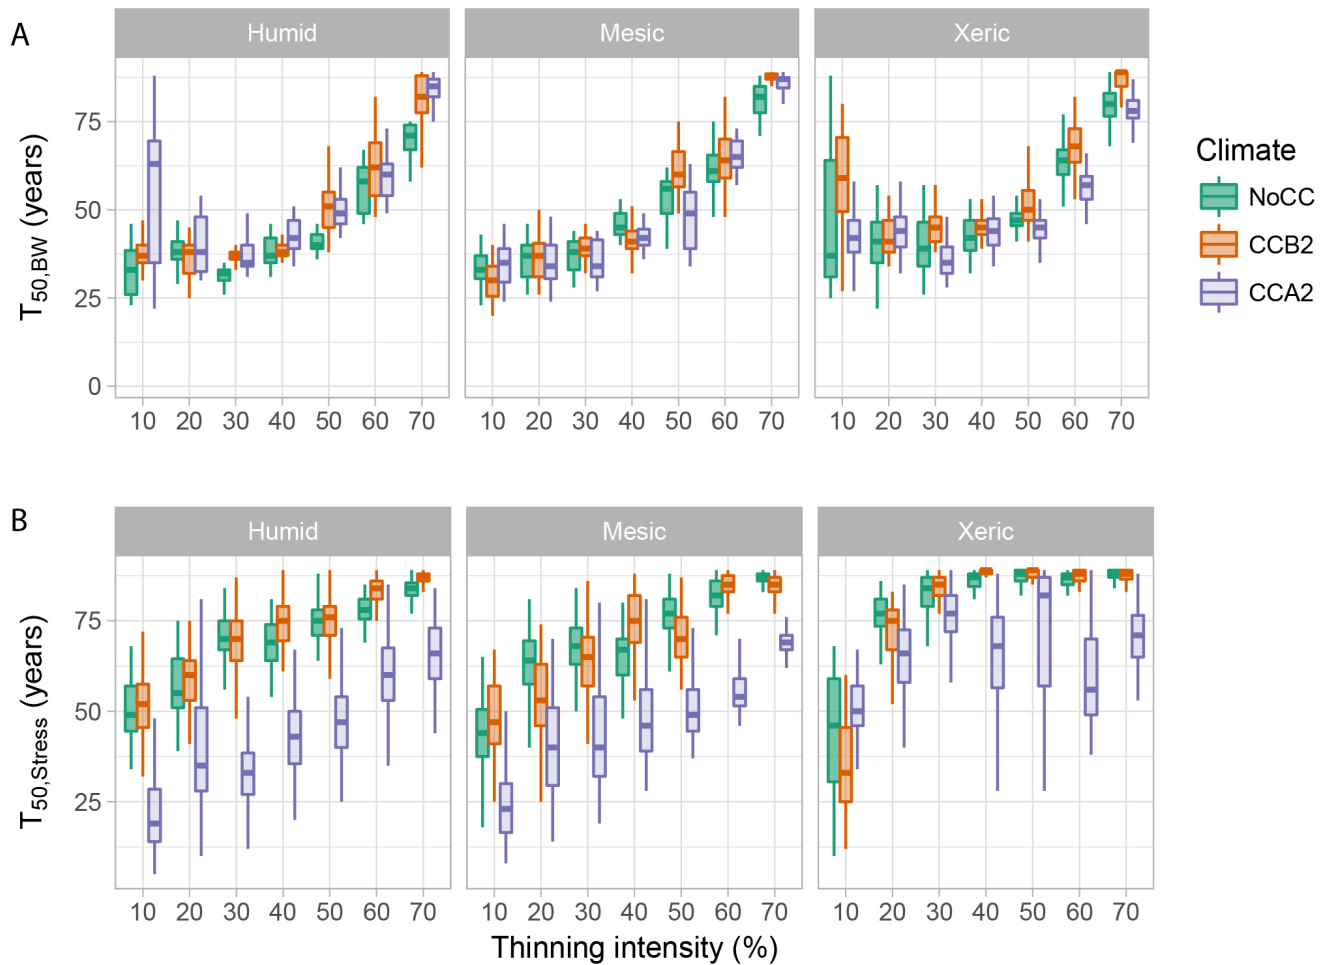 A
Humid Mesic Xeric
T50,BW (years)
75
50
25
0
10 20 30 40 50 60 70 10 20 30 40 50 60 70 10 20 30 40 50 60 70
Climate
NoCC
CCB2
CCA2
B
Humid Mesic Xeric
T50,Stress (years)
75
50
25
10 20 30 40 50 60 70 10 20 30 40 50 60 70 10 20 30 40 50 60 70
Thinning intensity (%)